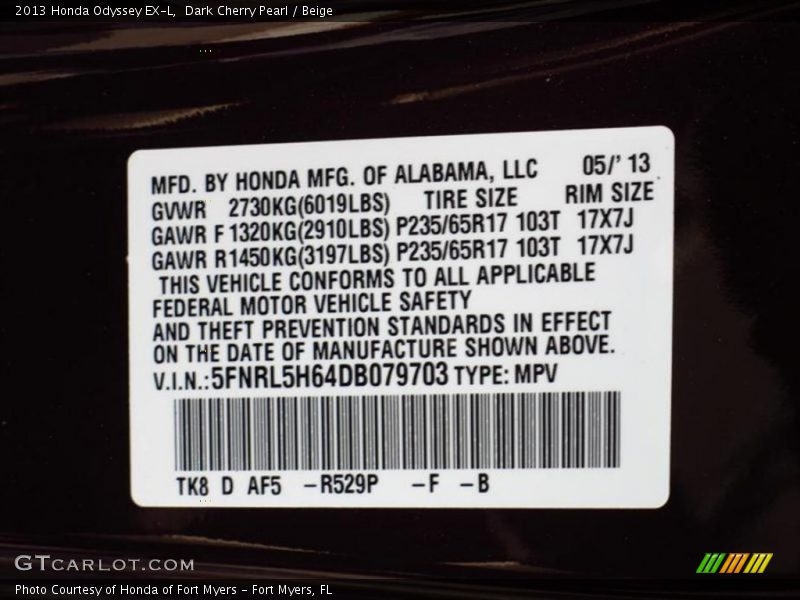 2013 Honda Odyssey EX-L,  Dark Cherry Pearl / Beige
MFD. BY HONDA MFG. OF ALABAMA, LLC 05/' 13
GVWR 2730KG(6019LBS) TIRE SIZE RIM SIZE
GAWR F 1320KG(2910LBS) P235/65R17 103T 17X7J
GAWR R1450KG(3197LBS) P235/65R17 103T 17X7J
THIS VEHICLE CONFORMS TO ALL APPLICABLE
FEDERAL MOTOR VEHICLE SAFETY
AND THEFT PREVENTION STANDARDS IN EFFECT
ON THE DATE OF MANUFACTURE SHOWN ABOVE.
V.I.N.:5FNRL5H64DB079703 TYPE: MPV
TK8 D AF5 -R529P -F -B
GTCARLOT.COM
Photo Courtesy of Honda of Fort Myers - Fort Myers, FL